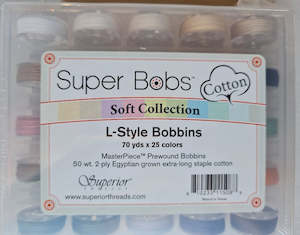 Super Bobs™
Cotton
Soft Collection
L-Style Bobbins
70 yds x 25 colors
MasterPiece™ Prewound Bobbins
50 wt. 2-ply Egyptian grown extra long staple cotton
Superior
www.superiorthreads.com